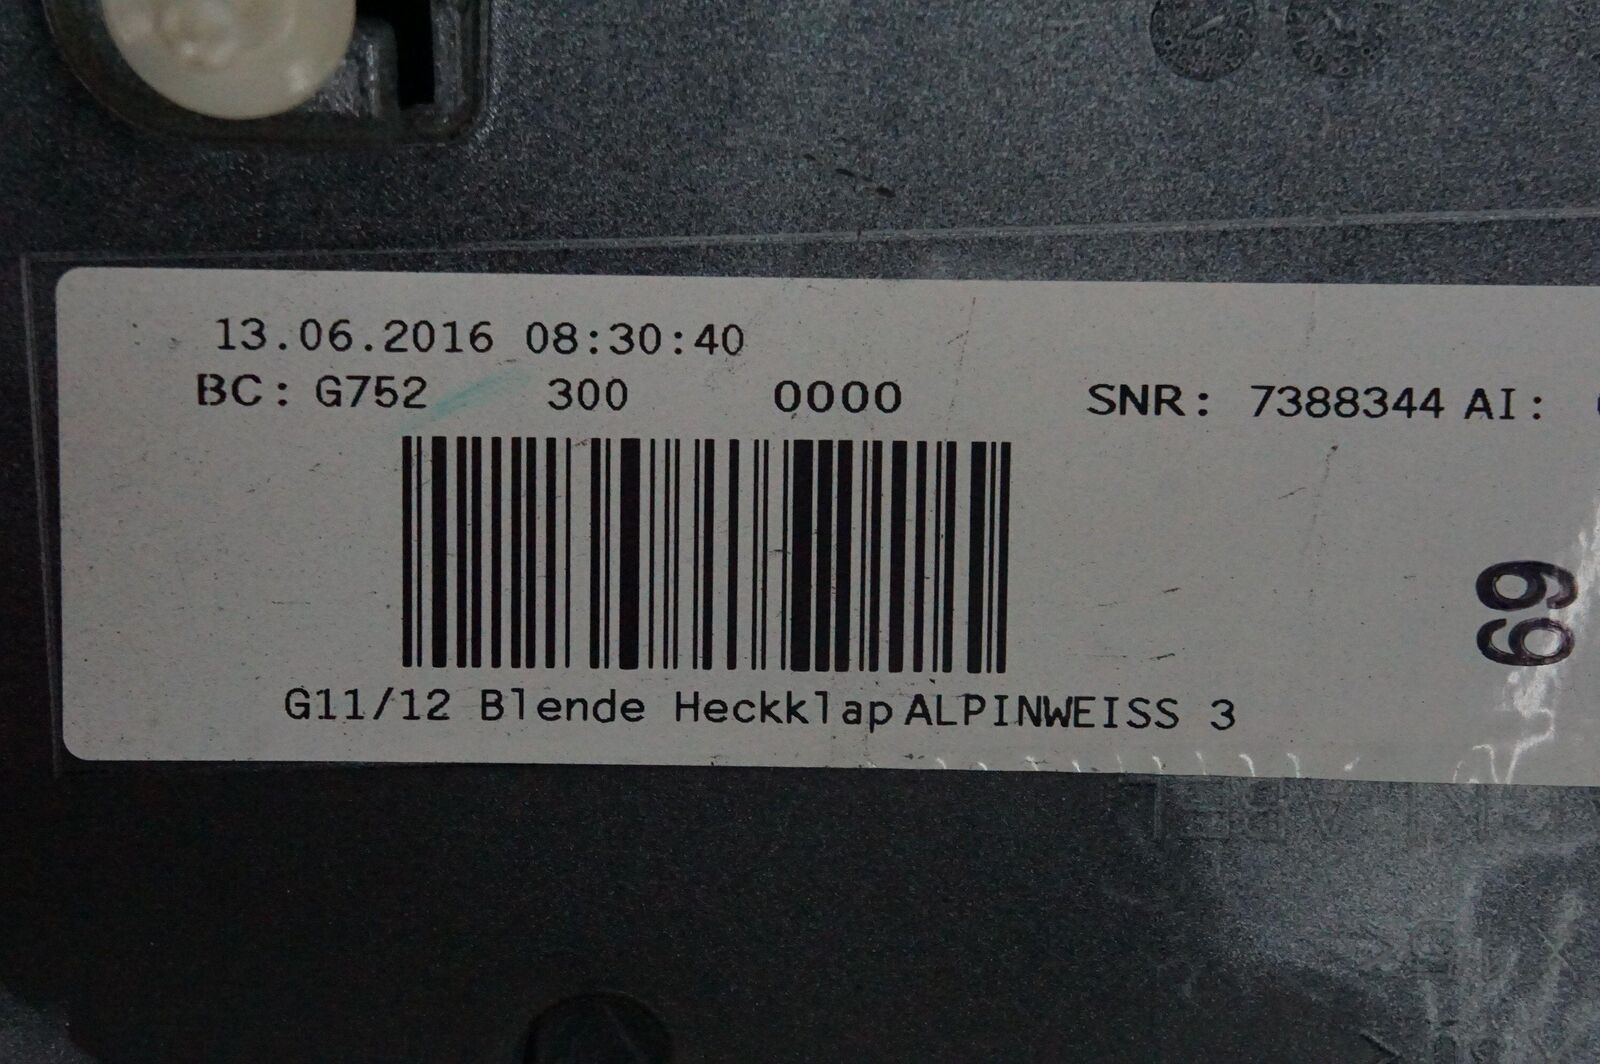 13.06.2016 08:30:40
BC: G752 300 0000 SNR: 7388344 AI:
69
G11/12 Blende Heckklap ALPINWEISS 3